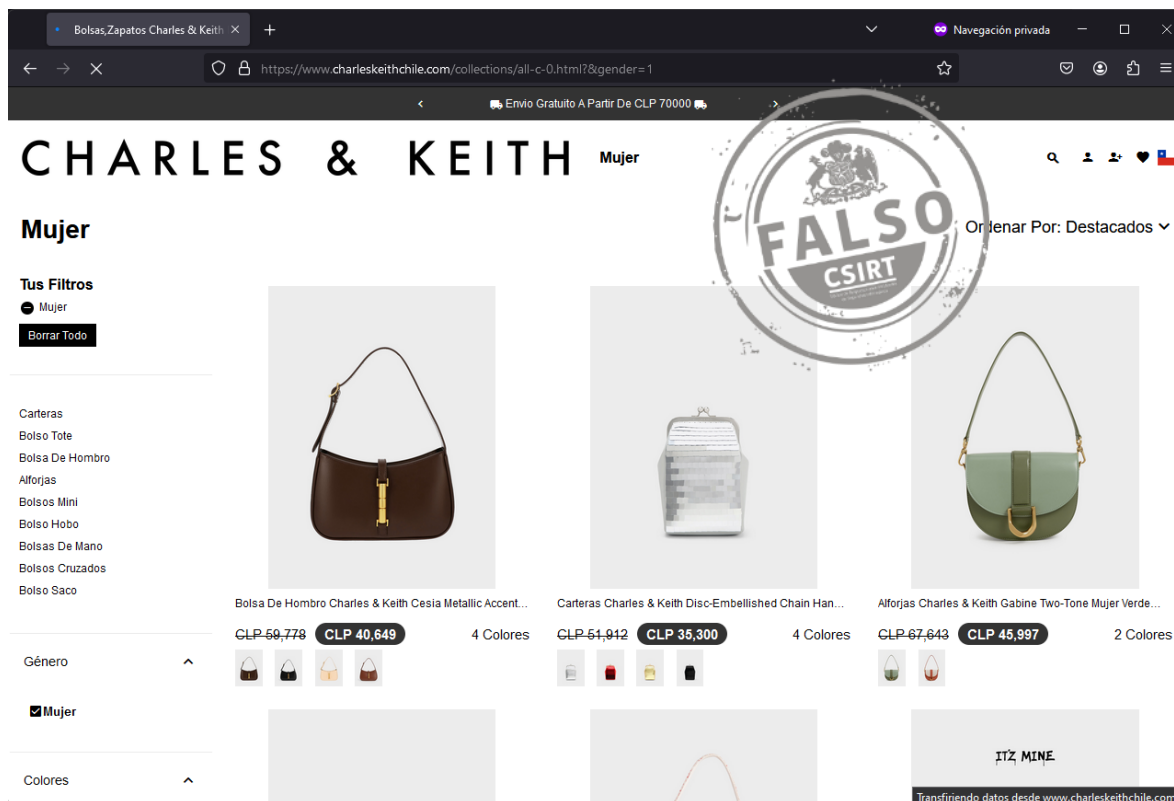 Bolsas,Zapatos Charles & Keith
Navegación privada
https://www.charleskeithchile.com/collections/all-c-0.html?&gender=1
Envio Gratuito A Partir De CLP 70000
CHARLES & KEITH
Mujer
FALSO
CSIRT
Mujer
Ordenar Por: Destacados
Tus Filtros
Mujer
Borrar Todo
Carteras
Bolso Tote
Bolsa De Hombro
Alforjas
Bolsos Mini
Bolso Hobo
Bolsas De Mano
Bolsos Cruzados
Bolso Saco
Género
Mujer
Colores
Bolsa De Hombro Charles & Keith Cesia Metallic Accent...
CLP 59,778 CLP 40,649 4 Colores
Carteras Charles & Keith Disc-Embellished Chain Han...
CLP 51,912 CLP 35,300 4 Colores
Alforjas Charles & Keith Gabine Two-Tone Mujer Verde...
CLP 67,643 CLP 45,997 2 Colores
ITZ MINE
Transfiriendo datos desde www.charleskeithchile.com